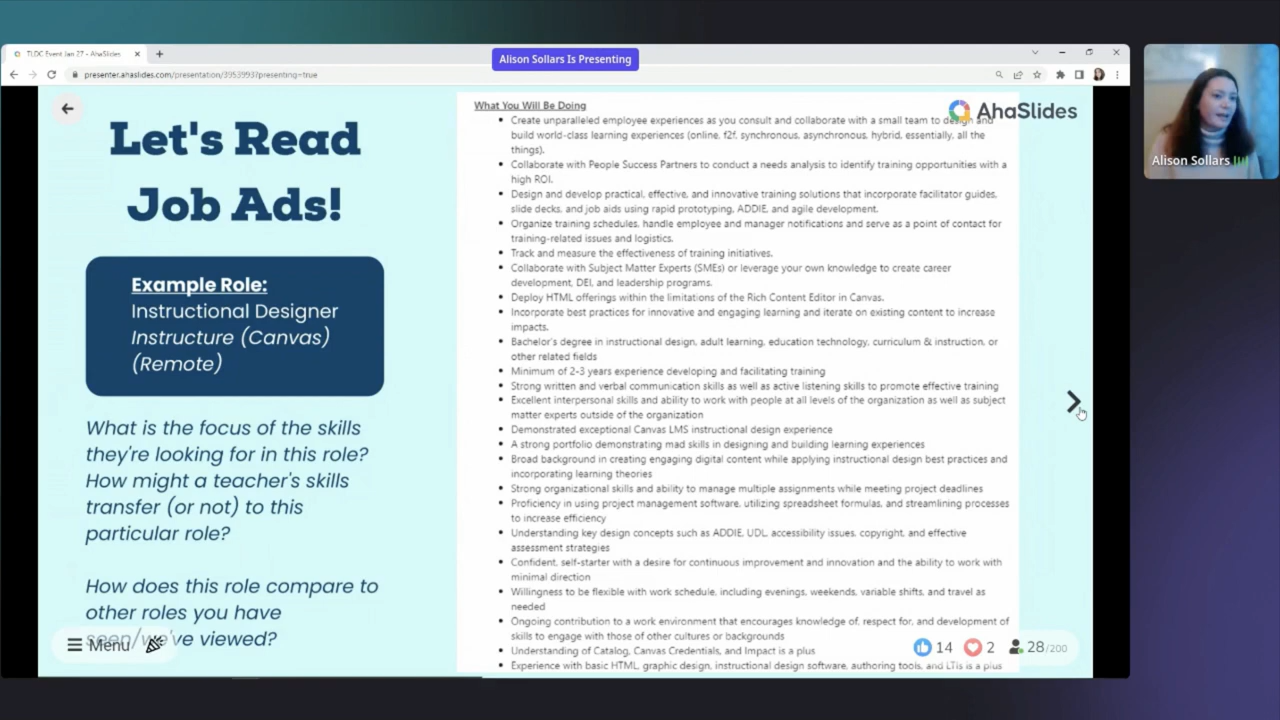 TLDC Event Jan 27 - AhaSlides
Alison Sollars Is Presenting
presenter.ahaslides.com/presentation/3953993?presenting=true
Let's Read
Job Ads!
Example Role:
Instructional Designer
Instructure (Canvas)
(Remote)
What is the focus of the skills
they're looking for in this role?
How might a teacher's skills
transfer (or not) to this
particular role?
How does this role compare to
other roles you have
seen/we've viewed?
Menu
What You Will Be Doing
AhaSlides
• Create unparalleled employee experiences as you consult and collaborate with a small team to design and
build world-class learning experiences (online, f2f, synchronous, asynchronous, hybrid, essentially, all the
things).
• Collaborate with People Success Partners to conduct a needs analysis to identify training opportunities with a
high ROI.
• Design and develop practical, effective, and innovative training solutions that incorporate facilitator guides,
slide decks, and job aids using rapid prototyping, ADDIE, and agile development.
• Organize training schedules, handle employee and manager notifications and serve as a point of contact for
training-related issues and logistics.
• Track and measure the effectiveness of training initiatives.
• Collaborate with Subject Matter Experts (SMEs) or leverage your own knowledge to create career
development, DEI, and leadership programs.
• Deploy HTML offerings within the limitations of the Rich Content Editor in Canvas.
• Incorporate best practices for innovative and engaging learning and iterate on existing content to increase
impacts.
• Bachelor's degree in instructional design, adult learning, education technology, curriculum & instruction, or
other related fields
• Minimum of 2-3 years experience developing and facilitating training
• Strong written and verbal communication skills as well as active listening skills to promote effective training
• Excellent interpersonal skills and ability to work with people at all levels of the organization as well as subject
matter experts outside of the organization
• Demonstrated exceptional Canvas LMS instructional design experience
• A strong portfolio demonstrating mad skills in designing and building learning experiences
• Broad background in creating engaging digital content while applying instructional design best practices and
incorporating learning theories
• Strong organizational skills and ability to manage multiple assignments while meeting project deadlines
• Proficiency in using project management software, utilizing spreadsheet formulas, and streamlining processes
to increase efficiency
• Understanding key design concepts such as ADDIE, UDL, accessibility issues, copyright, and effective
assessment strategies
• Confident, self-starter with a desire for continuous improvement and innovation and the ability to work with
minimal direction
• Willingness to be flexible with work schedule, including evenings, weekends, variable shifts, and travel as
needed
• Ongoing contribution to a work environment that encourages knowledge of, respect for, and development of
skills to engage with those of other cultures or backgrounds
• Understanding of Catalog, Canvas Credentials, and Impact is a plus
• Experience with basic HTML, graphic design, instructional design software, authoring tools, and LTIs is a plus
14 2 28/200
Alison Sollars